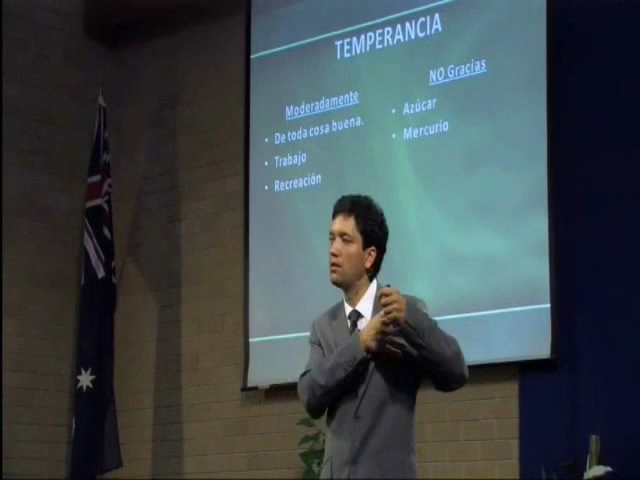 TEMPERANCIA
Moderadamente
• De toda cosa buena.
• Trabajo
• Recreación
NO Gracias
• Azúcar
• Mercurio